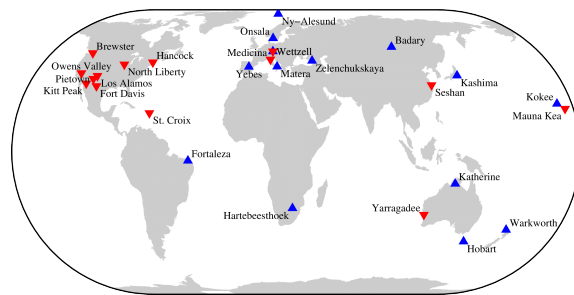 Ny-Alesund
Onsala
Brewster
Badary
Medicina
Wettzell
Hancock
Owens Valley
North Liberty
Zelenchukskaya
Pietown
Yebes
Matera
Kashima
Los Alamos
Kitt Peak
Fort Davis
Seshan
Kokee
Mauna Kea
St. Croix
Fortaleza
Katherine
Yarragadee
Hartebeesthoek
Warkworth
Hobart